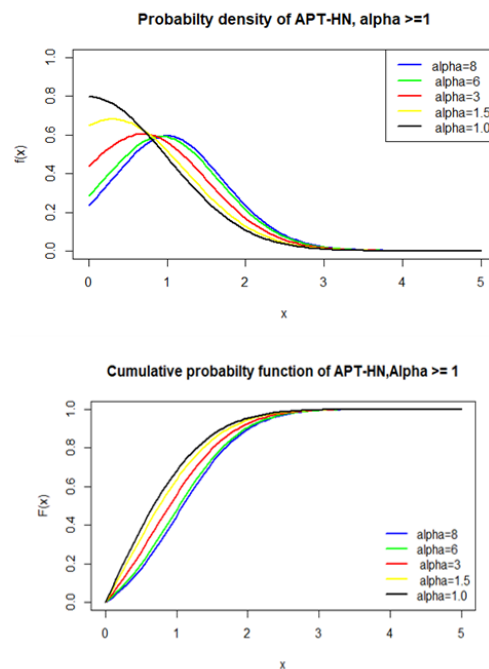 Probabilty density of APT-HN, alpha >=1
1.0
0.8
0.6
0.4
0.2
0.0
f(x)
alpha=8
alpha=6
alpha=3
alpha=1.5
alpha=1.0
0 1 2 3 4 5
x
Cumulative probabilty function of APT-HN,Alpha >= 1
1.0
0.8
0.6
0.4
0.2
0.0
F(x)
alpha=8
alpha=6
alpha=3
alpha=1.5
alpha=1.0
0 1 2 3 4 5
x